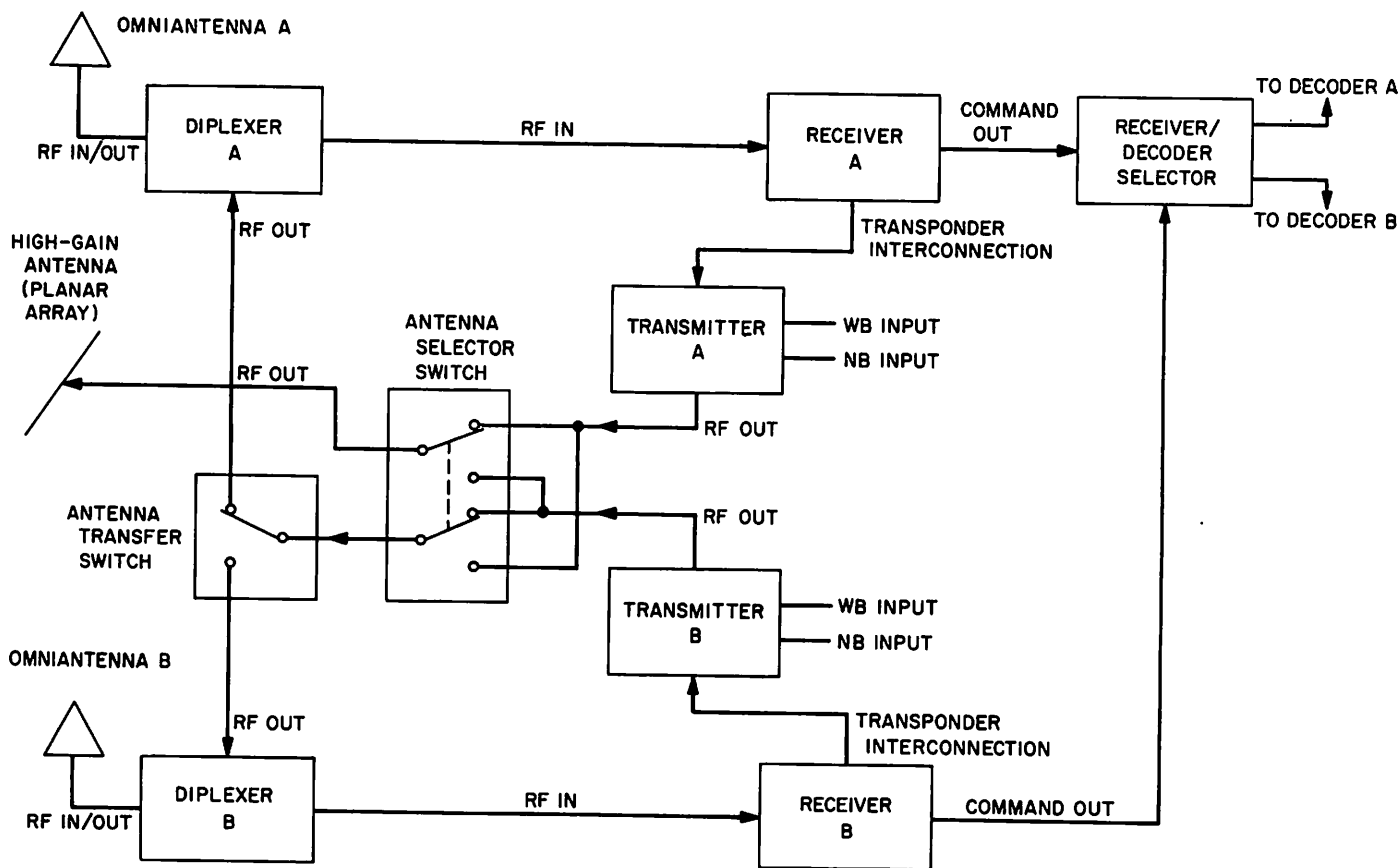 OMNIANTENNA A
RF IN/OUT
DIPLEXER
A
RF IN
RECEIVER
A
COMMAND
OUT
RECEIVER/
DECODER
SELECTOR
TO DECODER A
TO DECODER B
RF OUT
TRANSPONDER
INTERCONNECTION
HIGH-GAIN
ANTENNA
(PLANAR
ARRAY)
RF OUT
ANTENNA
SELECTOR
SWITCH
TRANSMITTER
A
WB INPUT
NB INPUT
RF OUT
ANTENNA
TRANSFER
SWITCH
RF OUT
TRANSMITTER
B
WB INPUT
NB INPUT
OMNIANTENNA B
RF OUT
TRANSPONDER
INTERCONNECTION
RF IN/OUT
DIPLEXER
B
RF IN
RECEIVER
B
COMMAND OUT